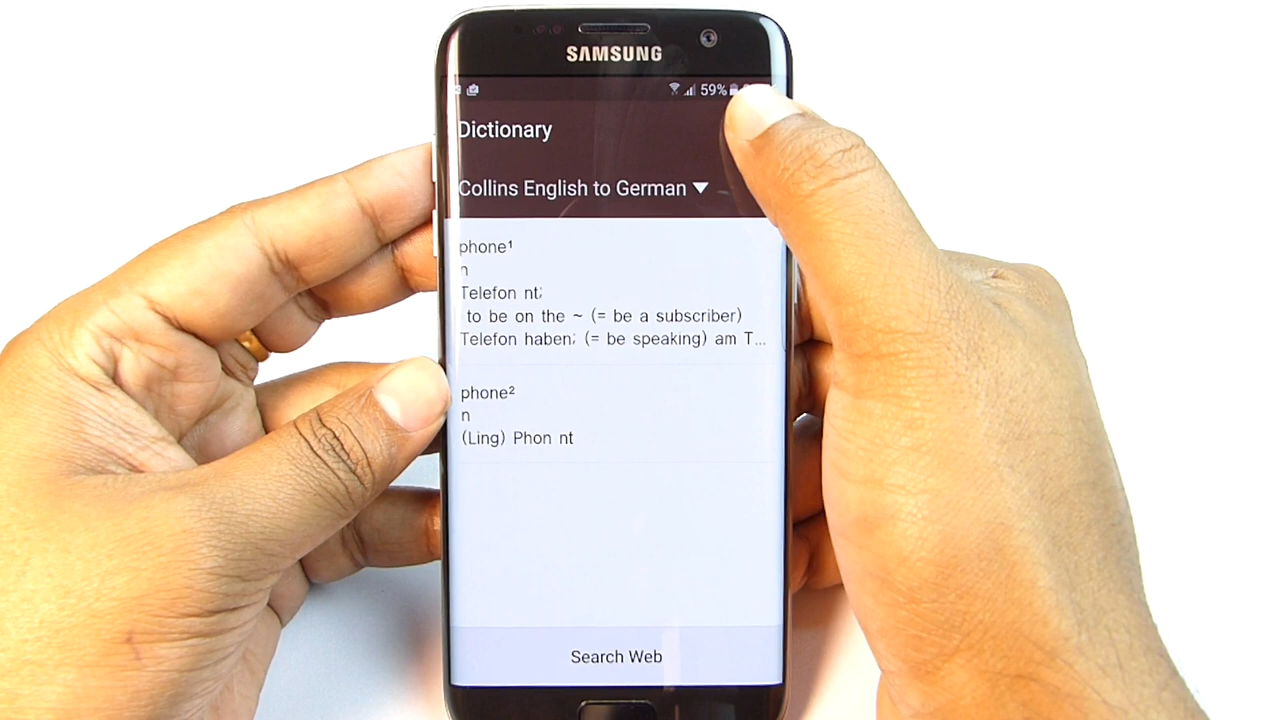 SAMSUNG
59%
Dictionary
Collins English to German
phone¹
n
Telefon nt;
to be on the ~ (= be a subscriber)
Telefon haben; (= be speaking) am T...
phone²
n
(Ling) Phon nt
Search Web